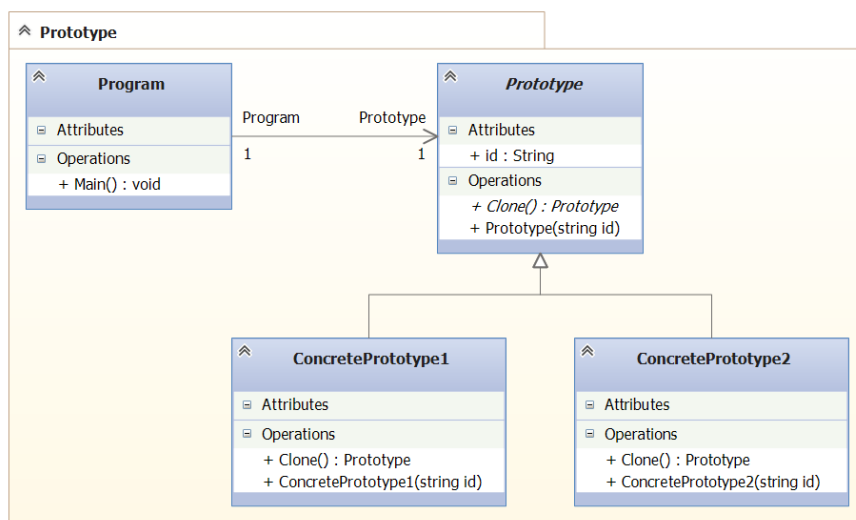 Prototype
Program
Attributes
Operations
+ Main() : void
Program
Prototype
1
1
Prototype
Attributes
+ id : String
Operations
+ Clone() : Prototype
+ Prototype(string id)
ConcretePrototype1
Attributes
Operations
+ Clone() : Prototype
+ ConcretePrototype1(string id)
ConcretePrototype2
Attributes
Operations
+ Clone() : Prototype
+ ConcretePrototype2(string id)